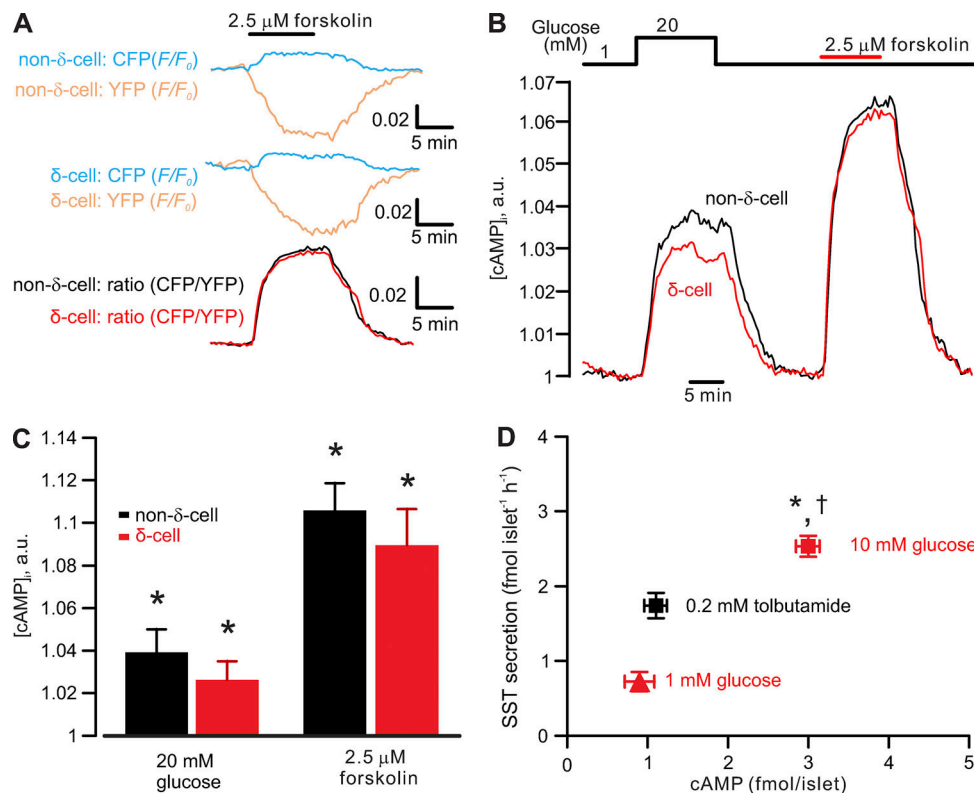 A
2.5 µM forskolin
non-δ-cell: CFP(F/F₀)
non-δ-cell: YFP (F/F₀)
0.02
5 min
δ-cell: CFP (F/F₀)
δ-cell: YFP (F/F₀)
0.02
5 min
non-δ-cell: ratio (CFP/YFP)
δ-cell: ratio (CFP/YFP)
0.02
5 min
B
Glucose
(mM)
1
20
2.5 µM forskolin
1.07
1.06
1.05
1.04
1.03
1.02
1.01
1
[cAMP]ᵢ, a.u.
non-δ-cell
δ-cell
5 min
C
1.14
1.12
1.1
1.08
1.06
1.04
1.02
1
[cAMP]ᵢ, a.u.
non-δ-cell
δ-cell
* * * *
20 mM
glucose
2.5 µM
forskolin
D
4
3
2
1
0
SST secretion (fmol islet⁻¹ h⁻¹)
*, †
10 mM glucose
0.2 mM tolbutamide
1 mM glucose
0 1 2 3 4 5
cAMP (fmol/islet)